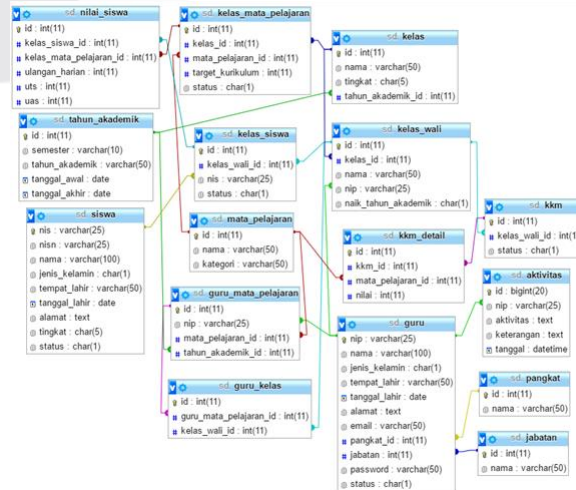 sd nilai_siswa
id : int(11)
kelas_siswa_id : int(11)
kelas_mata_pelajaran_id : int(11)
ulangan_harian : int(11)
uts : int(11)
uas : int(11)
sd kelas_mata_pelajaran
id : int(11)
kelas_id : int(11)
mata_pelajaran_id : int(11)
target_kurikulum : int(11)
status : char(1)
sd kelas
id : int(11)
nama : varchar(50)
tingkat : char(5)
tahun_akademik_id : int(11)
sd tahun_akademik
id : int(11)
semester : varchar(10)
tahun_akademik : varchar(50)
tanggal_awal : date
tanggal_akhir : date
sd kelas_siswa
id : int(11)
kelas_wali_id : int(11)
nis : varchar(25)
status : char(1)
sd kelas_wali
id : int(11)
kelas_id : int(11)
nama : varchar(50)
nip : varchar(25)
naik_tahun_akademik : char(1)
sd siswa
nis : varchar(25)
nisn : varchar(25)
nama : varchar(100)
jenis_kelamin : char(1)
tempat_lahir : varchar(50)
tanggal_lahir : date
alamat : text
tingkat : char(5)
status : char(1)
sd mata_pelajaran
id : int(11)
nama : varchar(50)
kategori : varchar(50)
sd kkm_detail
id : int(11)
kkm_id : int(11)
mata_pelajaran_id : int(11)
nilai : int(11)
sd kkm
id : int(11)
kelas_wali_id : int(1
status : char(1)
sd guru_mata_pelajaran
id : int(11)
nip : varchar(25)
mata_pelajaran_id : int(11)
tahun_akademik_id : int(11)
sd aktivitas
id : bigint(20)
nip : varchar(25)
aktivitas : text
keterangan : text
tanggal : datetime
sd guru
nip : varchar(25)
nama : varchar(100)
jenis_kelamin : char(1)
tempat_lahir : varchar(50)
tanggal_lahir : date
alamat : text
email : varchar(50)
pangkat_id : int(11)
jabatan : int(11)
password : varchar(50)
status : char(1)
sd guru_kelas
id : int(11)
guru_mata_pelajaran_id : int(11)
kelas_wali_id : int(11)
sd pangkat
id : int(11)
nama : varchar(50)
sd jabatan
id : int(11)
nama : varchar(50)